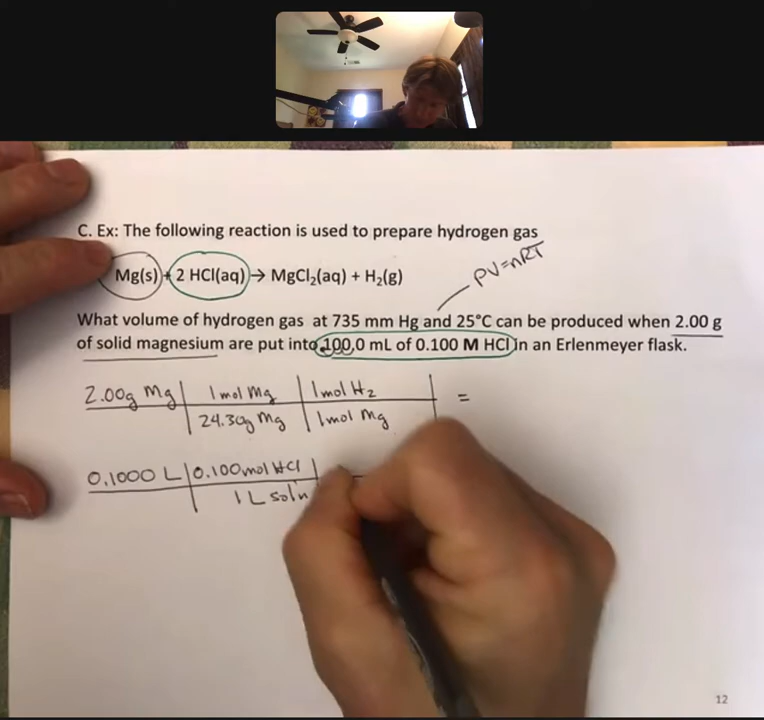 C. Ex: The following reaction is used to prepare hydrogen gas
PV=nRT
Mg(s) + 2 HCl(aq) → MgCl₂(aq) + H₂(g)
What volume of hydrogen gas at 735 mm Hg and 25°C can be produced when 2.00 g
of solid magnesium are put into 100.0 mL of 0.100 M HCl in an Erlenmeyer flask.
2.00g Mg | 1 mol Mg | 1 mol H₂ | =
24.30g Mg | 1 mol Mg
0.1000 L | 0.100 mol HCl |
1 L soln
12